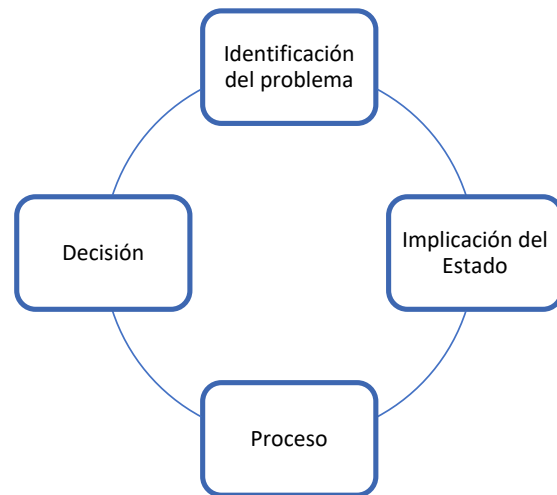 Identificación
del problema
Implicación del
Estado
Proceso
Decisión